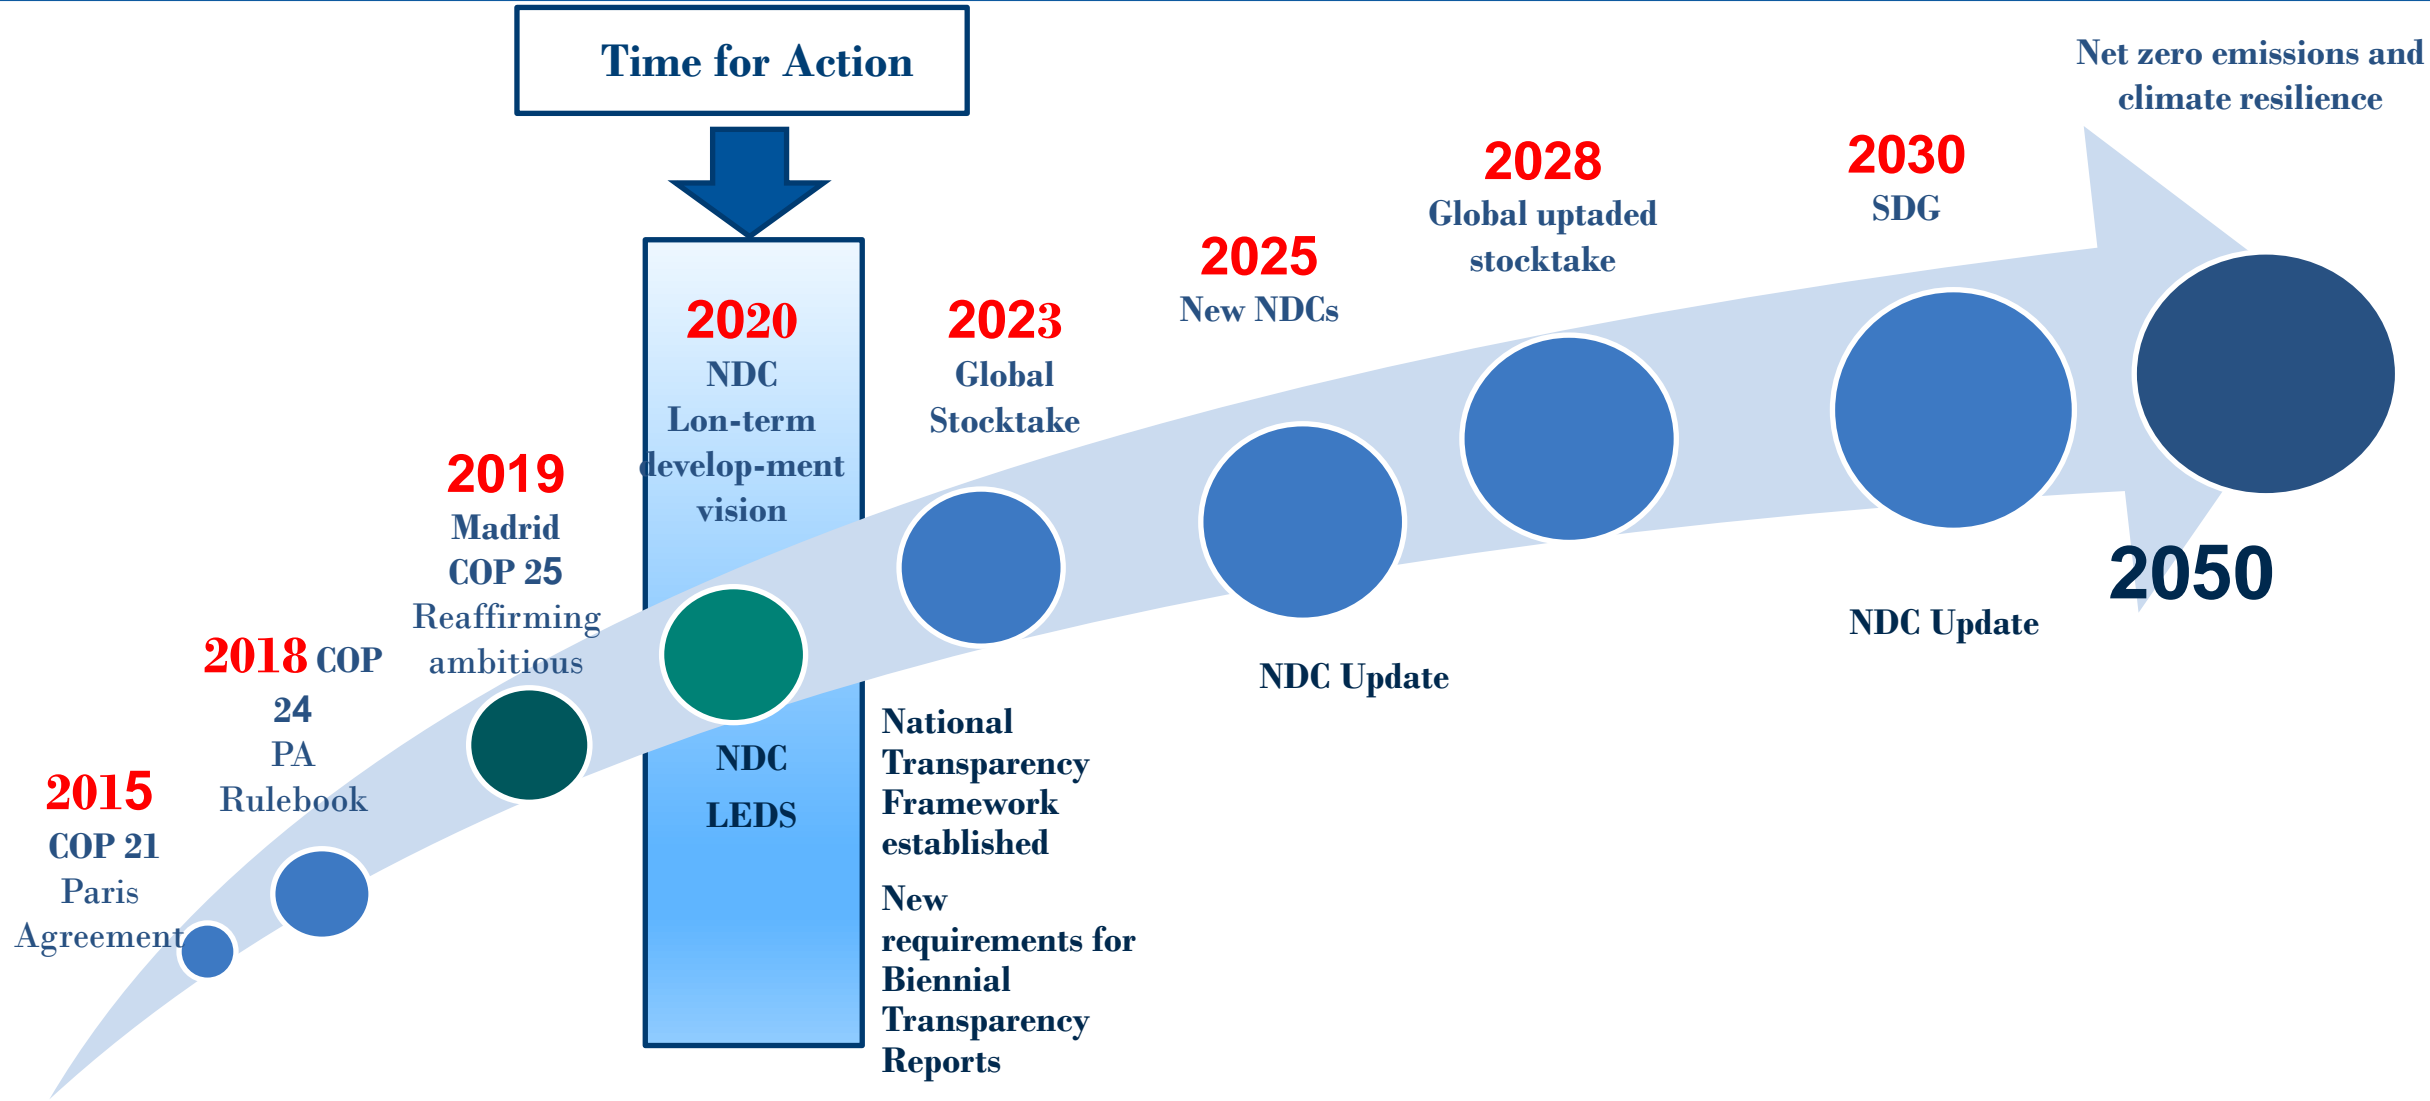 Time for Action
2015
COP 21
Paris
Agreement
2018 COP
24
PA
Rulebook
2019
Madrid
COP 25
Reaffirming
ambitious
2020
NDC
Lon-term
develop-ment
vision
NDC
LEDS
2023
Global
Stocktake
National
Transparency
Framework
established
New
requirements for
Biennial
Transparency
Reports
2025
New NDCs
NDC Update
2028
Global uptaded
stocktake
2030
SDG
NDC Update
Net zero emissions and
climate resilience
2050